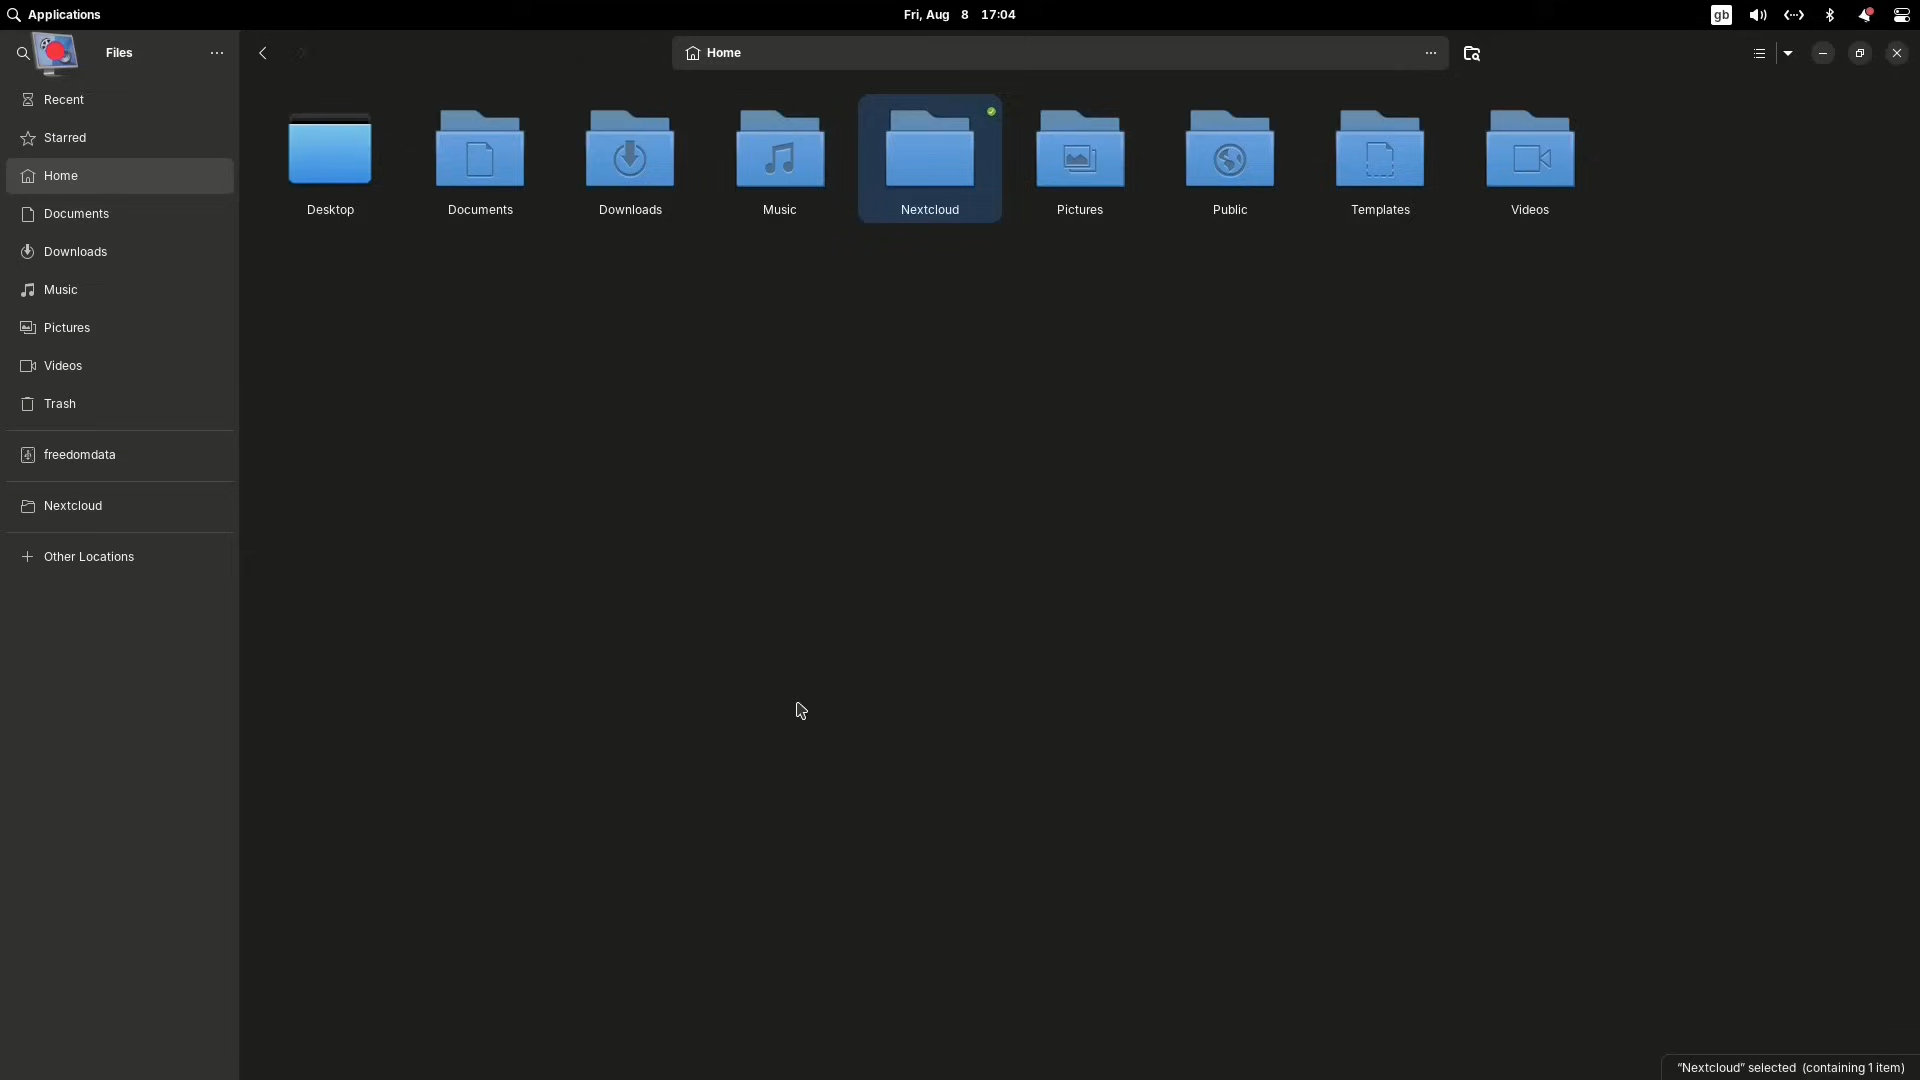 Applications
Fri, Aug 8 17:04
gb
Files
Home
Recent
Starred
Home
Documents
Downloads
Music
Pictures
Videos
Trash
freedomdata
Nextcloud
Other Locations
Desktop
Documents
Downloads
Music
Nextcloud
Pictures
Public
Templates
Videos
"Nextcloud" selected (containing 1 item)